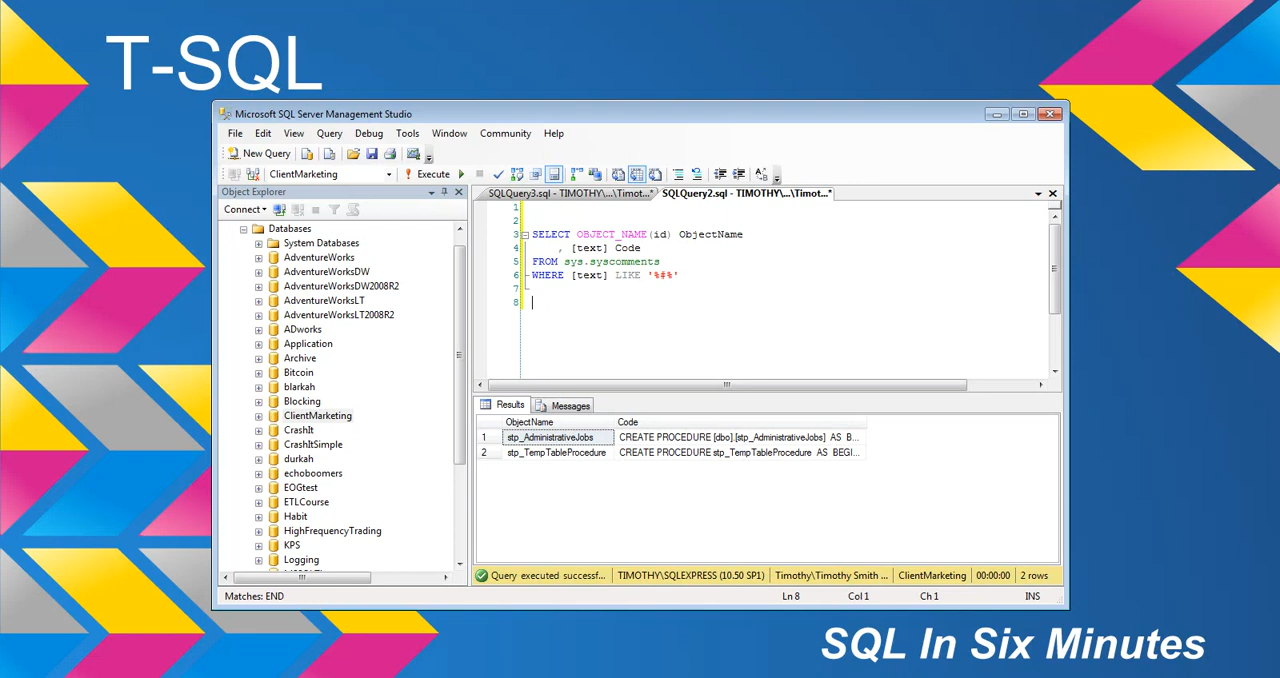 T-SQL
Microsoft SQL Server Management Studio
File Edit View Query Debug Tools Window Community Help
New Query
ClientMarketing Execute
Object Explorer
SQLQuery3.sql - TIMOTHY\...\Timot...* SQLQuery2.sql - TIMOTHY\...\Timot...*
Connect
Databases
System Databases
AdventureWorks
AdventureWorksDW
AdventureWorksDW2008R2
AdventureWorksLT
AdventureWorksLT2008R2
ADworks
Application
Archive
Bitcoin
blarkah
Blocking
ClientMarketing
CrashIt
CrashItSimple
durkah
echoboomers
EOGtest
ETLCourse
Habit
HighFrequencyTrading
KPS
Logging
1
2
3 SELECT OBJECT_NAME(id) ObjectName
4 , [text] Code
5 FROM sys.syscomments
6 WHERE [text] LIKE '%#%'
7
8
Results Messages
ObjectName Code
1 stp_AdministrativeJobs CREATE PROCEDURE [dbo].[stp_AdministrativeJobs] AS B...
2 stp_TempTableProcedure CREATE PROCEDURE stp_TempTableProcedure AS BEGI...
Query executed successf... TIMOTHY\SQLEXPRESS (10.50 SP1) Timothy\Timothy Smith ... ClientMarketing 00:00:00 2 rows
Matches: END Ln 8 Col 1 Ch 1 INS
SQL In Six Minutes